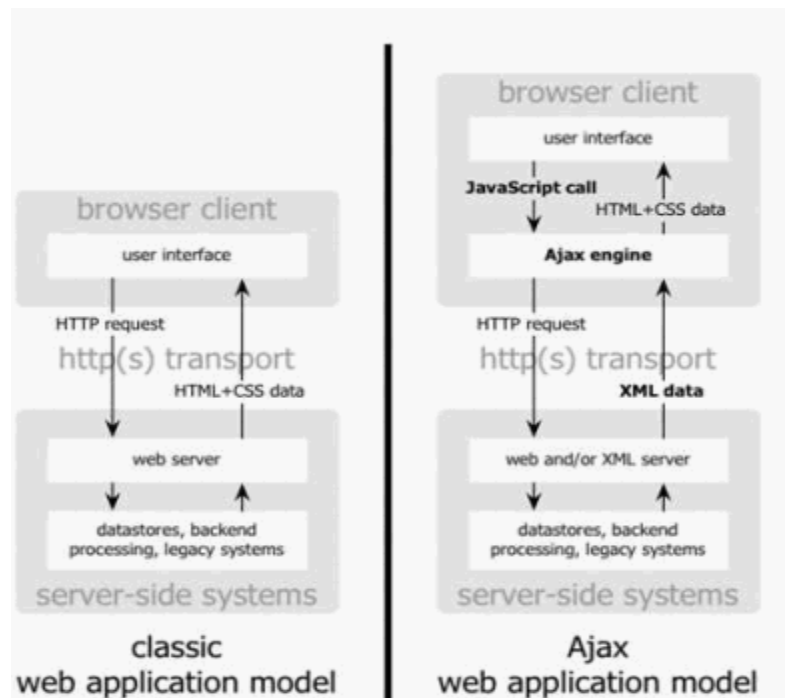 browser client
user interface
HTTP request
http(s) transport
HTML+CSS data
web server
datastores, backend
processing, legacy systems
server-side systems
classic
web application model
browser client
user interface
JavaScript call
HTML+CSS data
Ajax engine
HTTP request
http(s) transport
XML data
web and/or XML server
datastores, backend
processing, legacy systems
server-side systems
Ajax
web application model